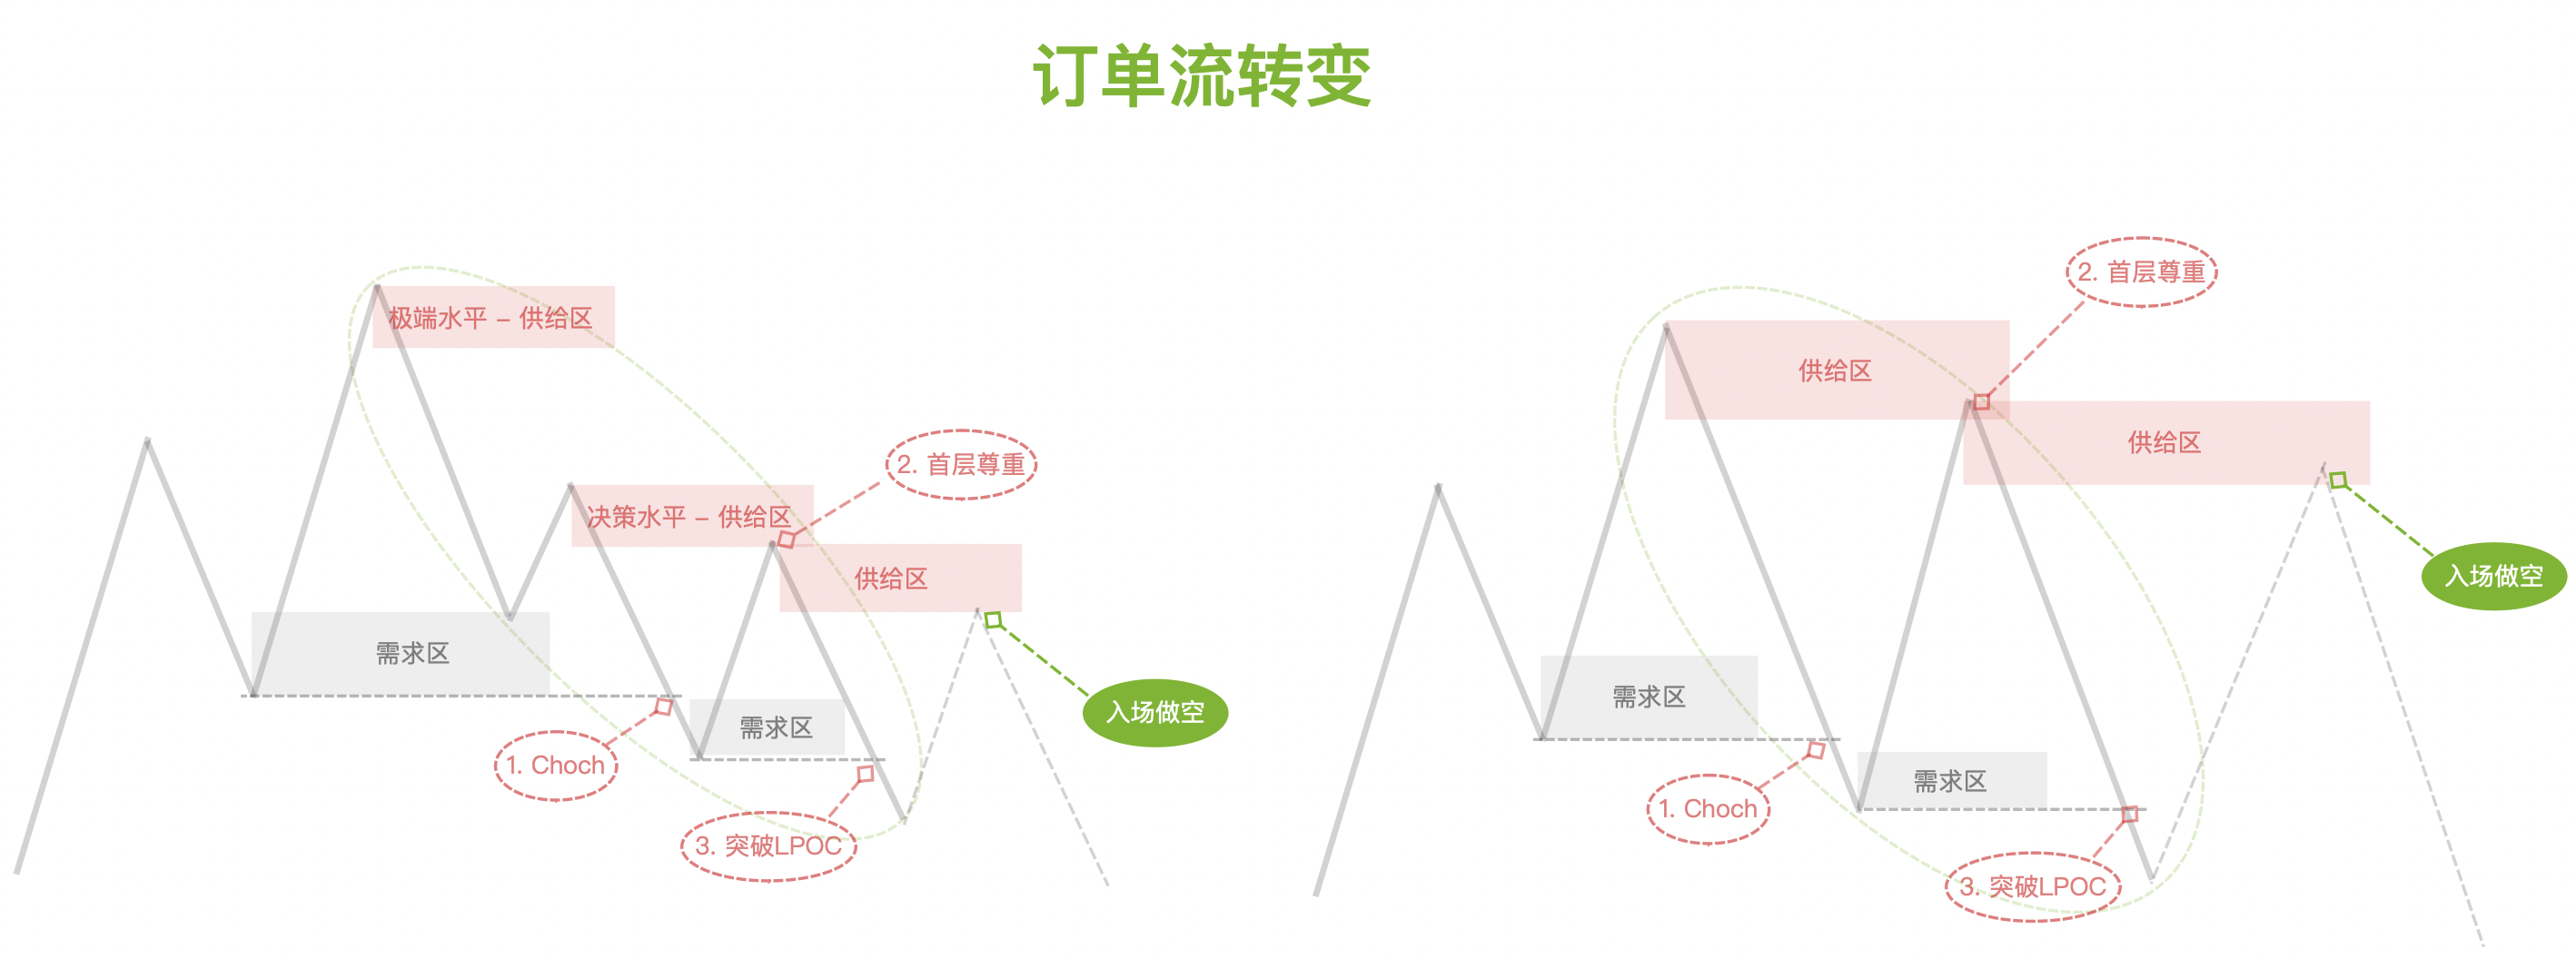 订单流转变
极端水平 – 供给区
2. 首层尊重
决策水平 – 供给区
供给区
需求区
入场做空
需求区
1. Choch
3. 突破LPOC
2. 首层尊重
供给区
供给区
入场做空
需求区
需求区
1. Choch
3. 突破LPOC